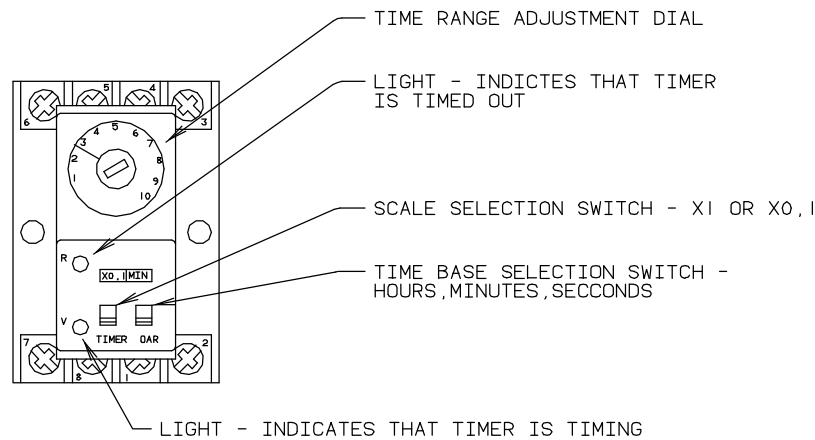 TIME RANGE ADJUSTMENT DIAL
LIGHT - INDICTES THAT TIMER
IS TIMED OUT
5 4
6 3
1 2 3 4 5 6 7 8 9 10
SCALE SELECTION SWITCH - X1 OR X0,1
R
X0,1 MIN
TIME BASE SELECTION SWITCH -
HOURS,MINUTES,SECCONDS
V
TIMER OAR
7 2
8 1
LIGHT - INDICATES THAT TIMER IS TIMING